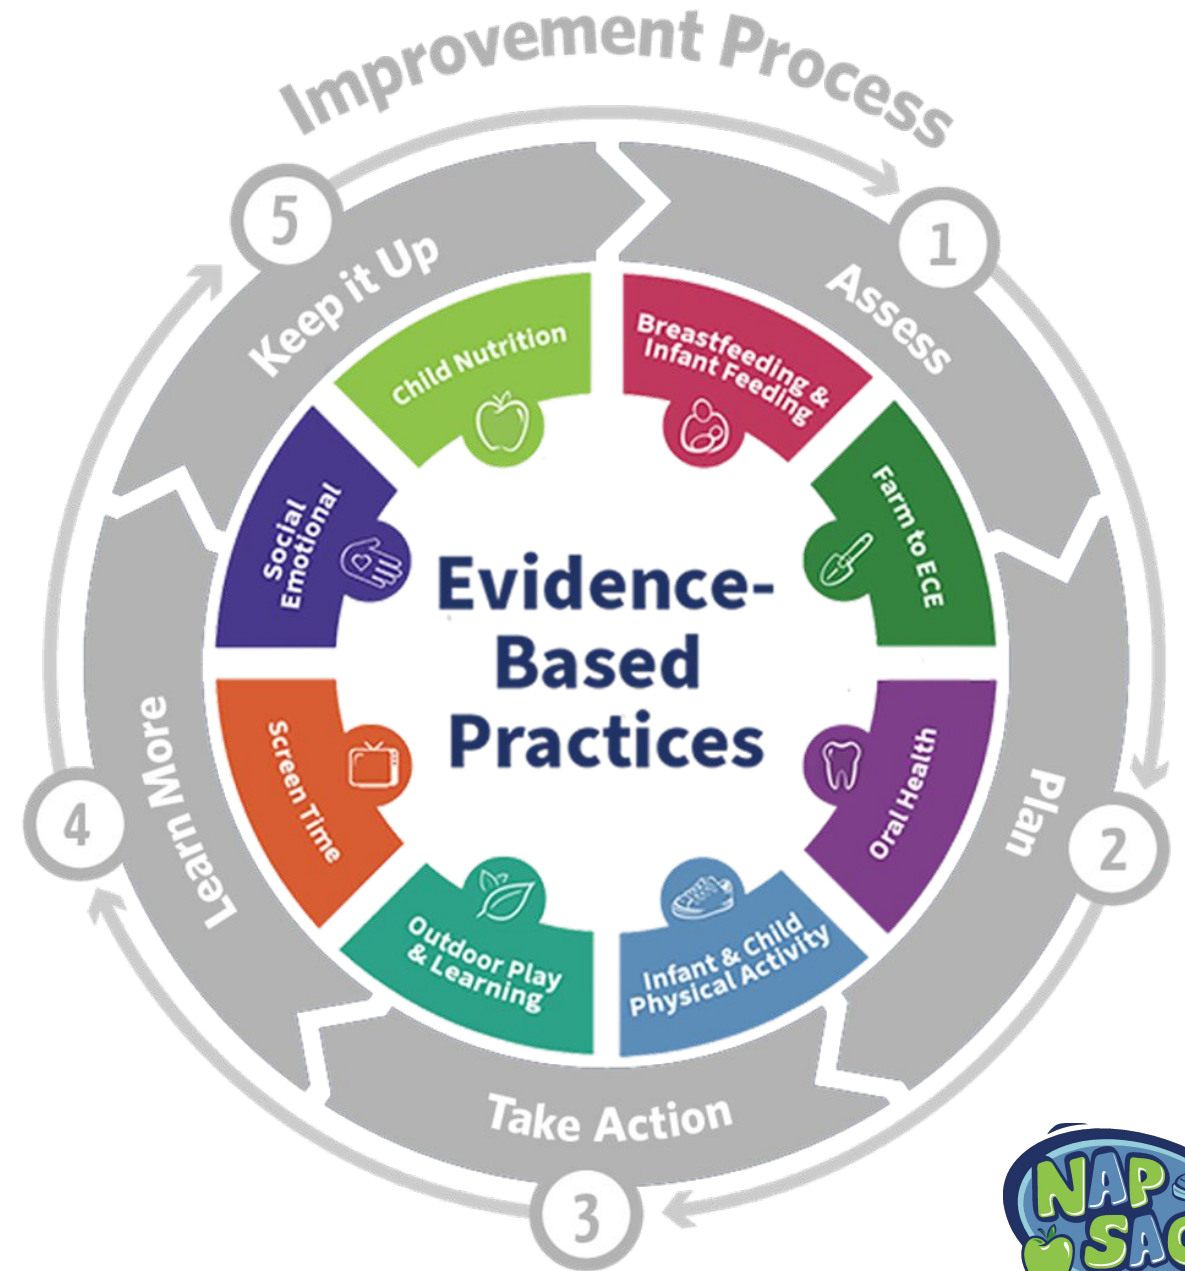 Improvement Process
1
Assess
2
Plan
3
Take Action
4
Learn More
5
Keep it Up
Child Nutrition
Breastfeeding &
Infant Feeding
Farm to ECE
Oral Health
Infant & Child
Physical Activity
Outdoor Play
& Learning
Screen Time
Social
Emotional
Evidence-
Based
Practices
NAP